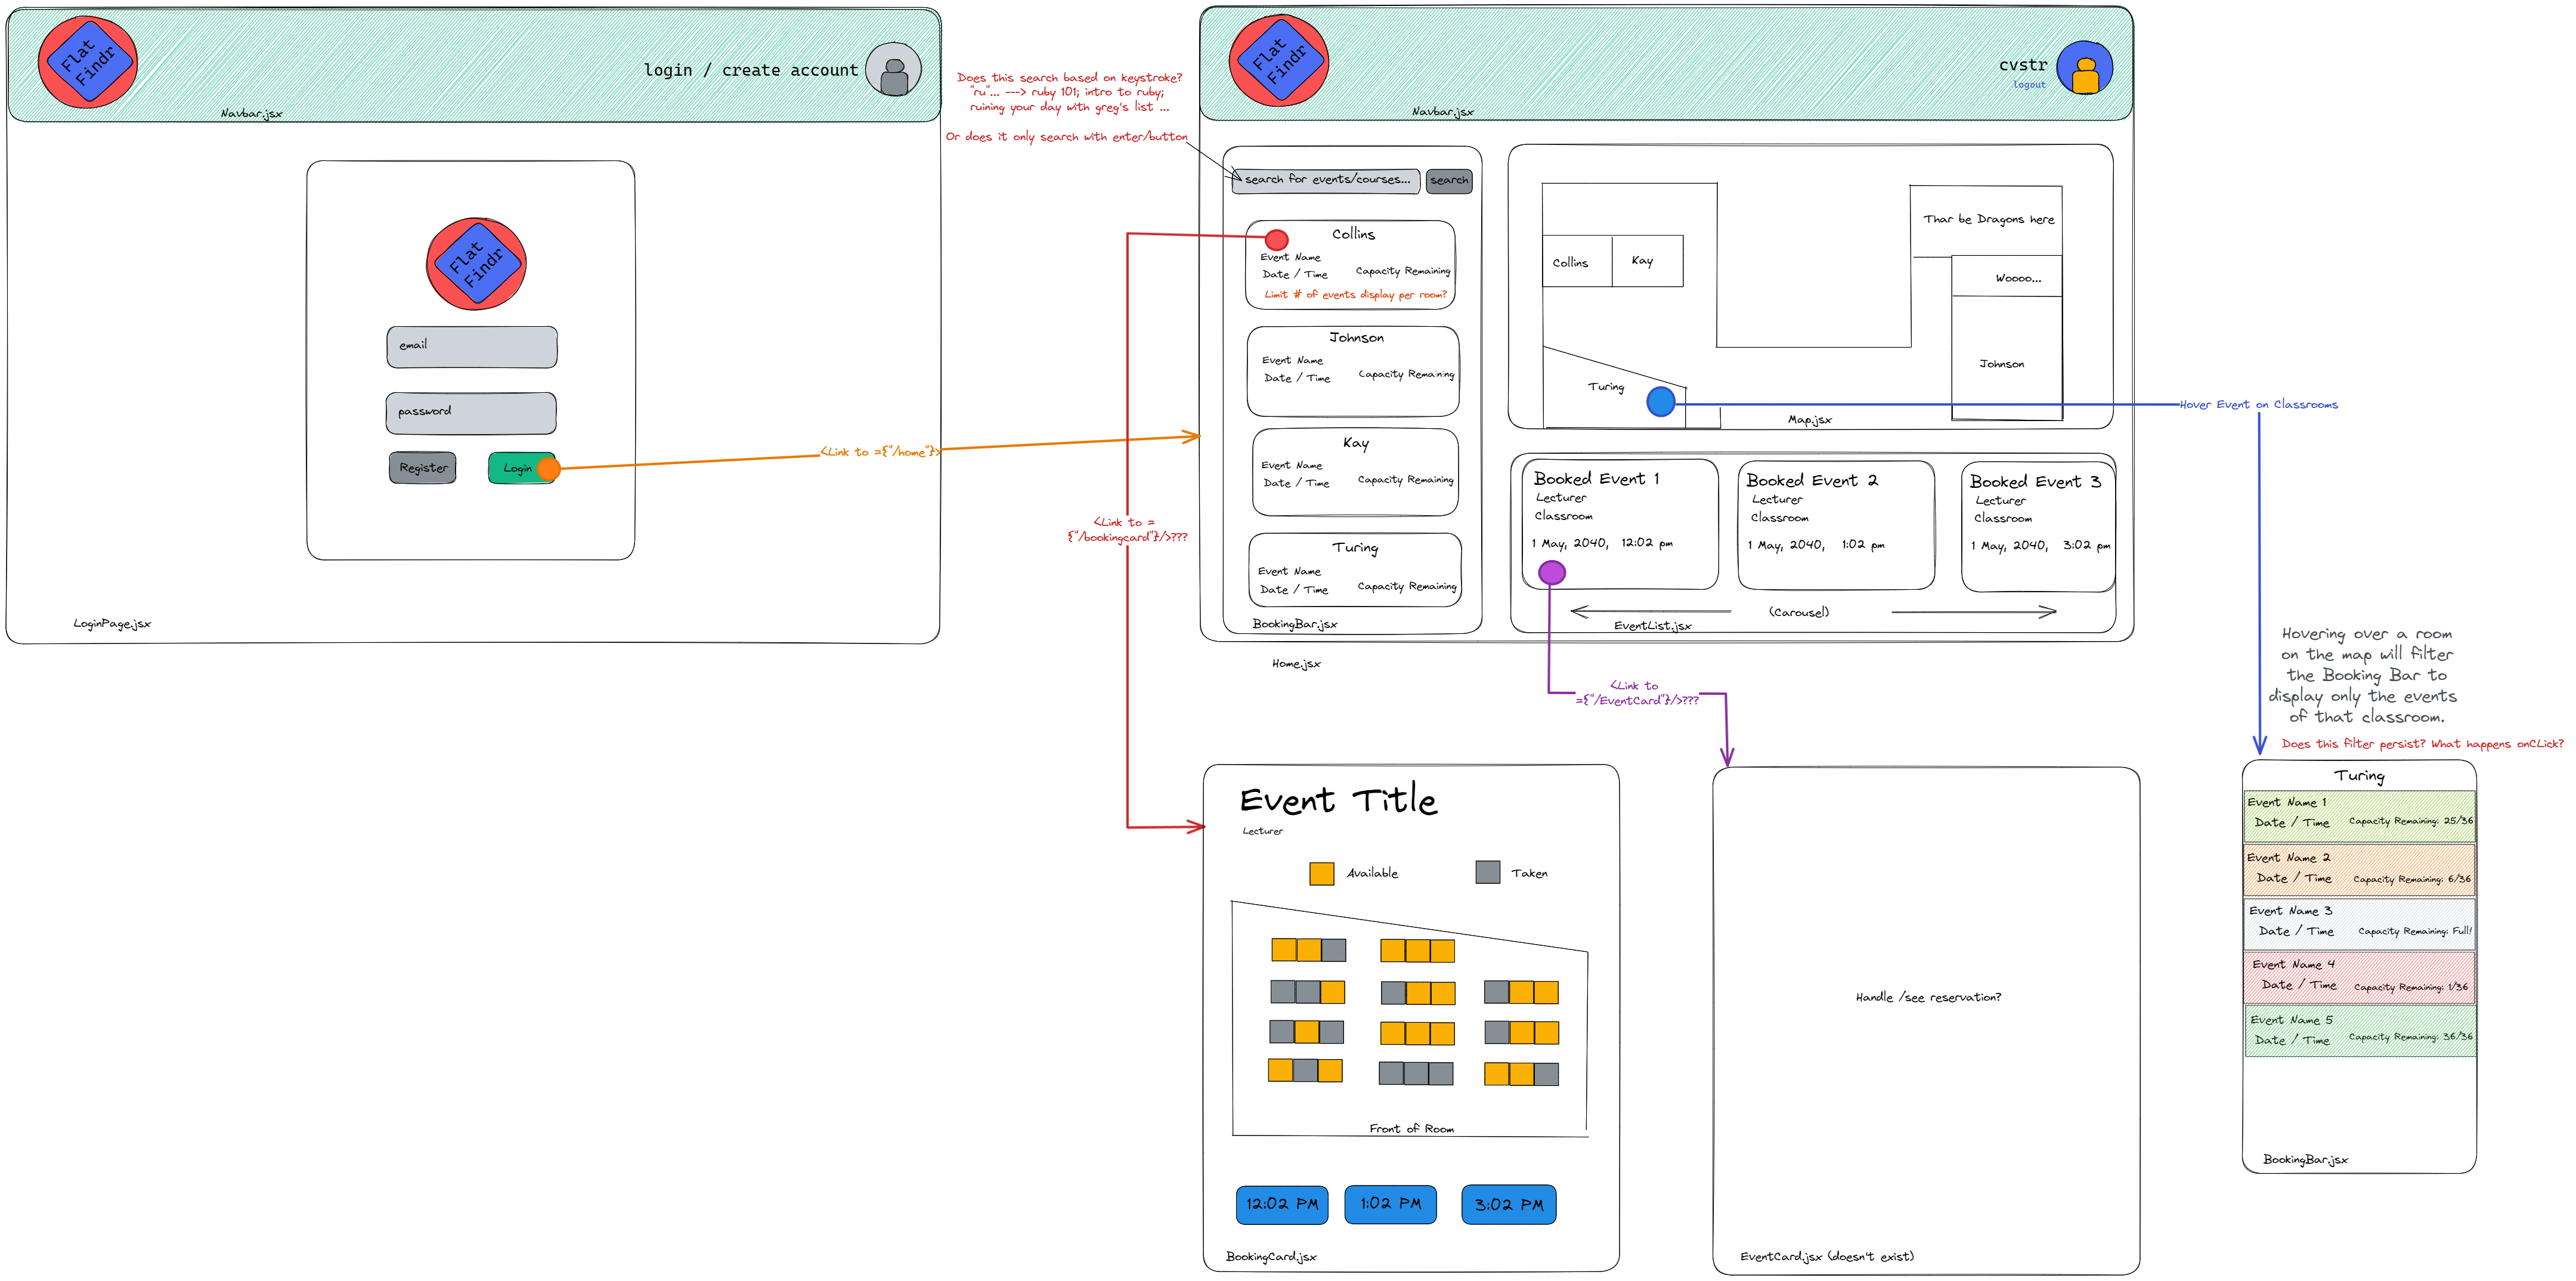 Flat
Findr
login / create account
Navbar.jsx
Flat
Findr
email
password
Register
Login
LoginPage.jsx
<Link to ={"/home"}>
Does this search based on keystroke?
"ru"... ---> ruby 101; intro to ruby;
ruining your day with greg's list ...
Or does it only search with enter/button
Flat
Findr
cvstr
logout
Navbar.jsx
search for events/courses...
search
Collins
Event Name
Date / Time
Capacity Remaining
Limit # of events display per room?
Johnson
Event Name
Date / Time
Capacity Remaining
Kay
Event Name
Date / Time
Capacity Remaining
Turing
Event Name
Date / Time
Capacity Remaining
BookingBar.jsx
Collins
Kay
Turing
Thar be Dragons here
Woooo...
Johnson
Map.jsx
Booked Event 1
Lecturer
Classroom
1 May, 2040, 12:02 pm
Booked Event 2
Lecturer
Classroom
1 May, 2040, 1:02 pm
Booked Event 3
Lecturer
Classroom
1 May, 2040, 3:02 pm
(Carousel)
EventList.jsx
Home.jsx
<Link to =
{"/bookingcard"}/>???
<Link to
={"/EventCard"}/>???
Hover Event on Classrooms
Hovering over a room
on the map will filter
the Booking Bar to
display only the events
of that classroom.
Does this filter persist? What happens onCLick?
Event Title
Lecturer
Available
Taken
Front of Room
12:02 PM
1:02 PM
3:02 PM
BookingCard.jsx
Handle /see reservation?
EventCard.jsx (doesn't exist)
Turing
Event Name 1
Date / Time
Capacity Remaining: 25/36
Event Name 2
Date / Time
Capacity Remaining: 6/36
Event Name 3
Date / Time
Capacity Remaining: Full!
Event Name 4
Date / Time
Capacity Remaining: 1/36
Event Name 5
Date / Time
Capacity Remaining: 36/36
BookingBar.jsx